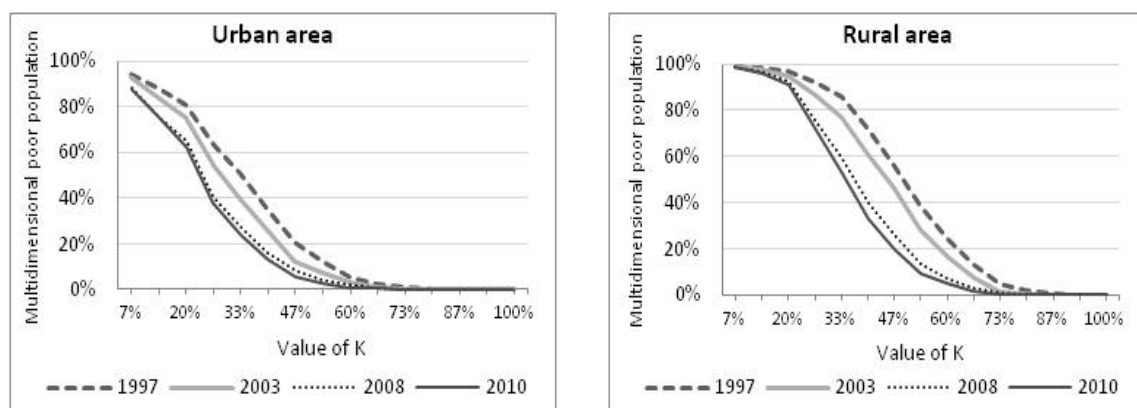 Urban area
Multidimensional poor population
100%
80%
60%
40%
20%
0%
7% 20% 33% 47% 60% 73% 87% 100%
Value of K
1997 2003 2008 2010
Rural area
Multidimensional poor population
100%
80%
60%
40%
20%
0%
7% 20% 33% 47% 60% 73% 87% 100%
Value of K
1997 2003 2008 2010